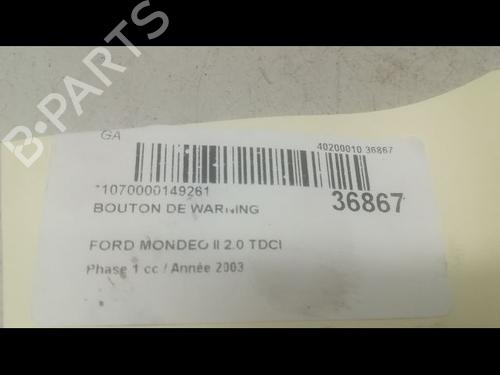 B-PARTS
GA
40200010 36867
*1070000149261
36867
BOUTON DE WARNING
FORD MONDEO II 2.0 TDCI
Phase 1 cc / Année 2003